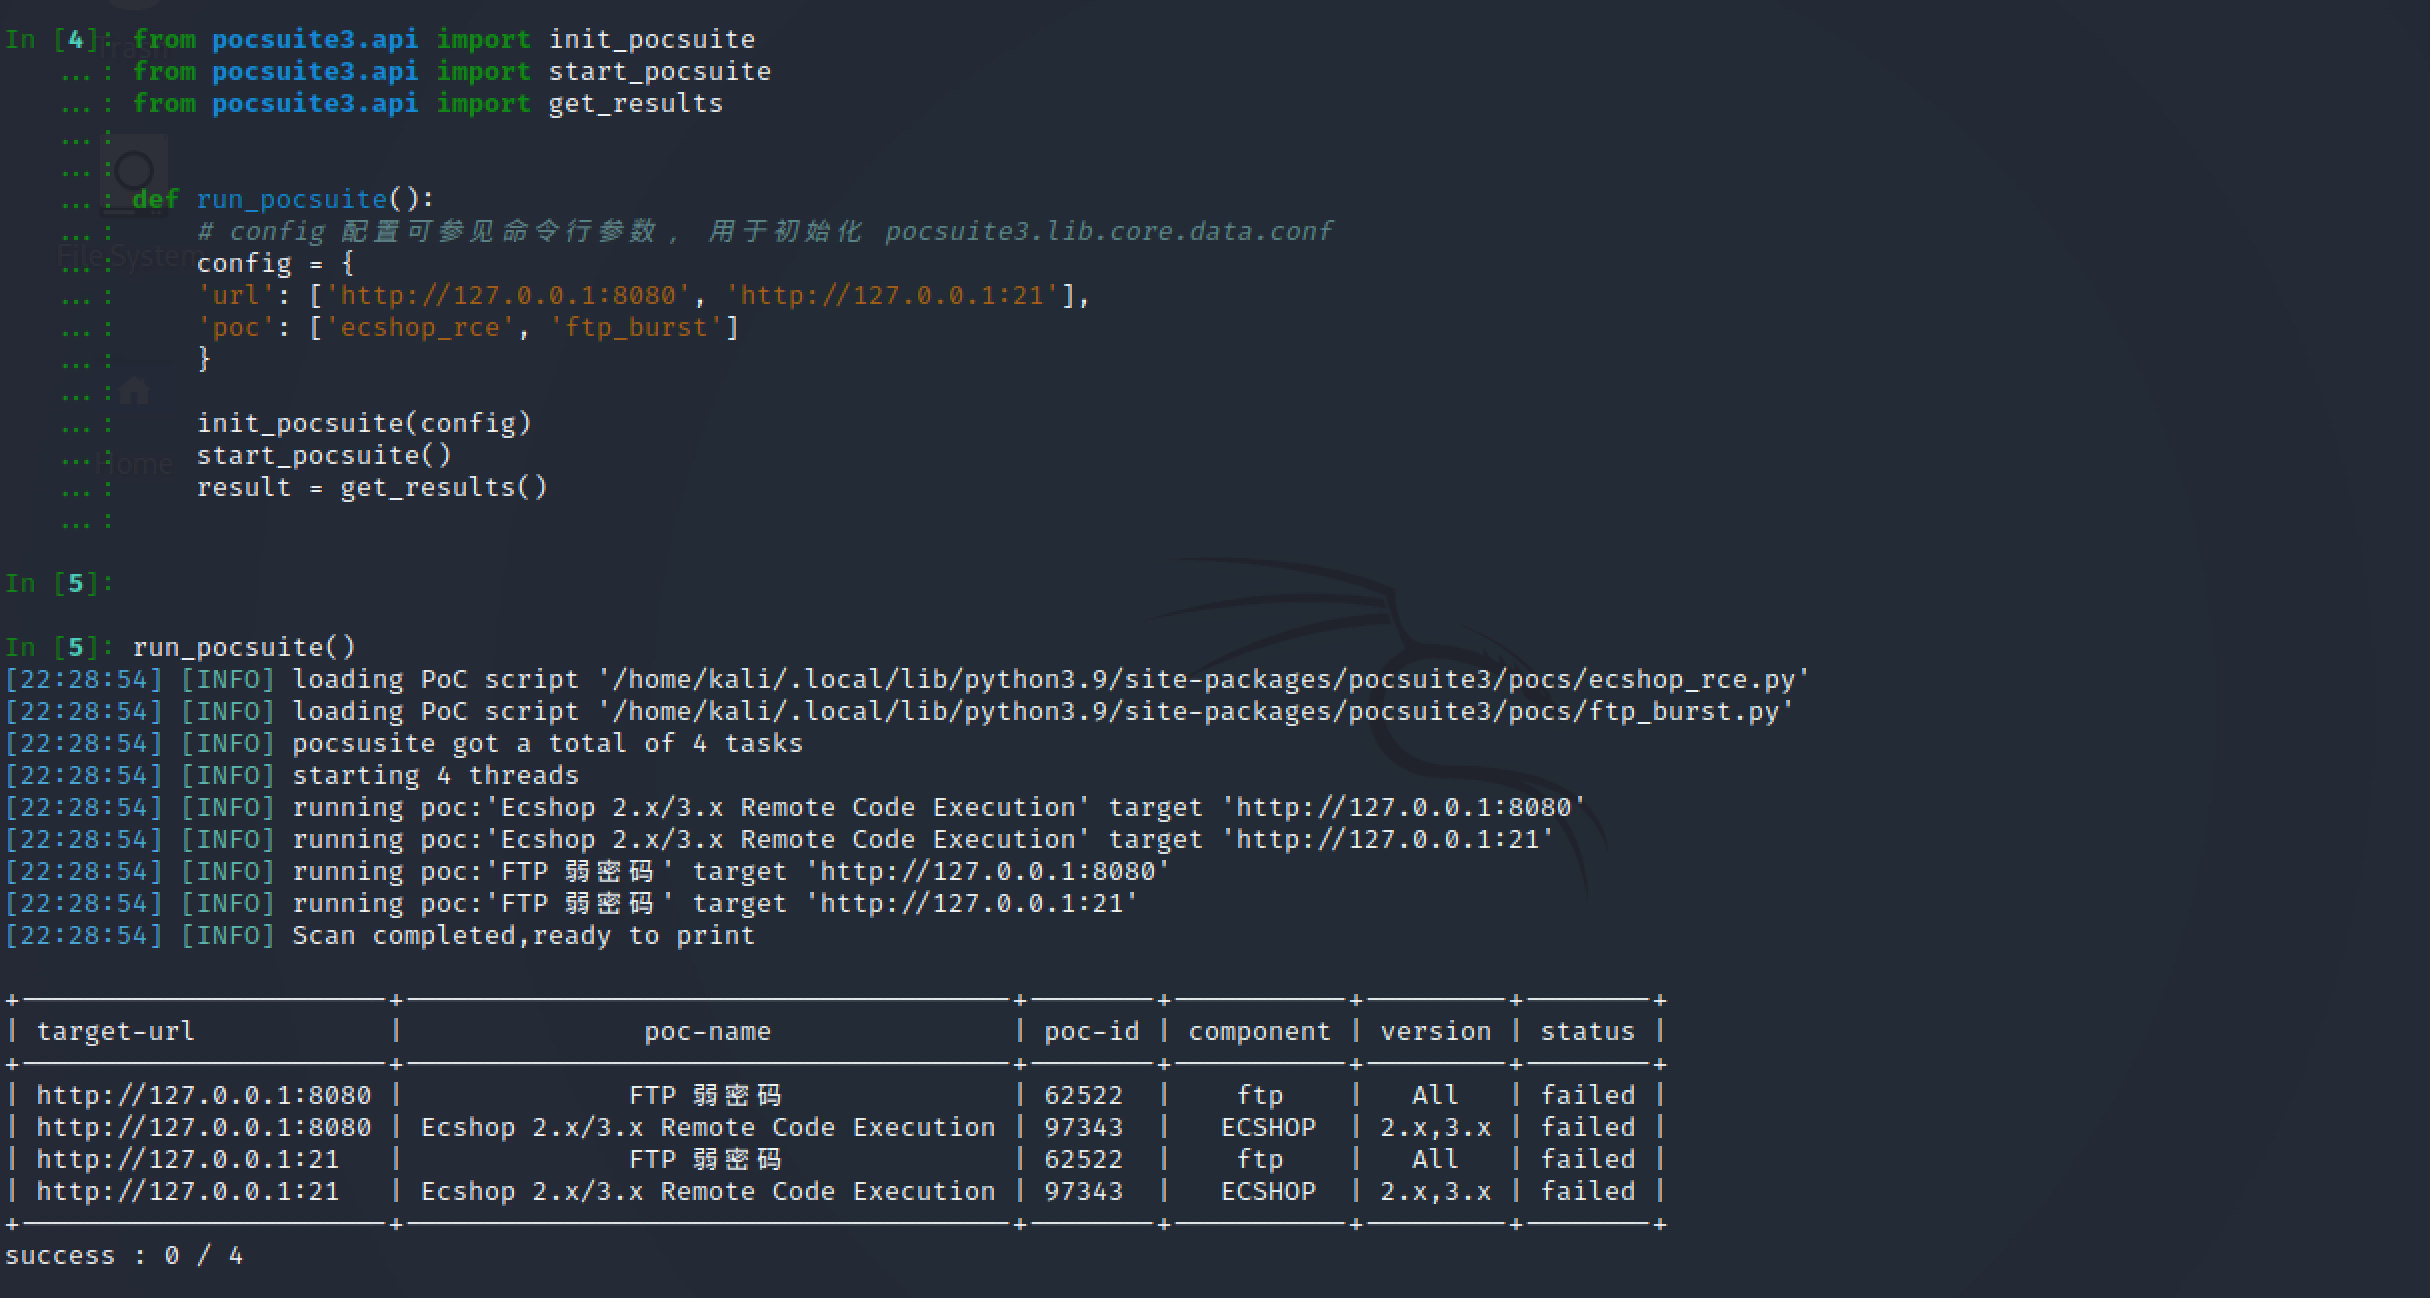 In [4]: from pocsuite3.api import init_pocsuite
   ...: from pocsuite3.api import start_pocsuite
   ...: from pocsuite3.api import get_results
   ...:
   ...:
   ...: def run_pocsuite():
   ...:     # config 配置可参见命令行参数， 用于初始化 pocsuite3.lib.core.data.conf
   ...:     config = {
   ...:     'url': ['http://127.0.0.1:8080', 'http://127.0.0.1:21'],
   ...:     'poc': ['ecshop_rce', 'ftp_burst']
   ...:     }
   ...:
   ...:     init_pocsuite(config)
   ...:     start_pocsuite()
   ...:     result = get_results()
   ...:
In [5]:
In [5]: run_pocsuite()
[22:28:54] [INFO] loading PoC script '/home/kali/.local/lib/python3.9/site-packages/pocsuite3/pocs/ecshop_rce.py'
[22:28:54] [INFO] loading PoC script '/home/kali/.local/lib/python3.9/site-packages/pocsuite3/pocs/ftp_burst.py'
[22:28:54] [INFO] pocsusite got a total of 4 tasks
[22:28:54] [INFO] starting 4 threads
[22:28:54] [INFO] running poc:'Ecshop 2.x/3.x Remote Code Execution' target 'http://127.0.0.1:8080'
[22:28:54] [INFO] running poc:'Ecshop 2.x/3.x Remote Code Execution' target 'http://127.0.0.1:21'
[22:28:54] [INFO] running poc:'FTP 弱密码' target 'http://127.0.0.1:8080'
[22:28:54] [INFO] running poc:'FTP 弱密码' target 'http://127.0.0.1:21'
[22:28:54] [INFO] Scan completed,ready to print
| target-url | poc-name | poc-id | component | version | status |
| http://127.0.0.1:8080 | FTP 弱密码 | 62522 | ftp | All | failed |
| http://127.0.0.1:8080 | Ecshop 2.x/3.x Remote Code Execution | 97343 | ECSHOP | 2.x,3.x | failed |
| http://127.0.0.1:21 | FTP 弱密码 | 62522 | ftp | All | failed |
| http://127.0.0.1:21 | Ecshop 2.x/3.x Remote Code Execution | 97343 | ECSHOP | 2.x,3.x | failed |
success : 0 / 4
Trash
File System
Home